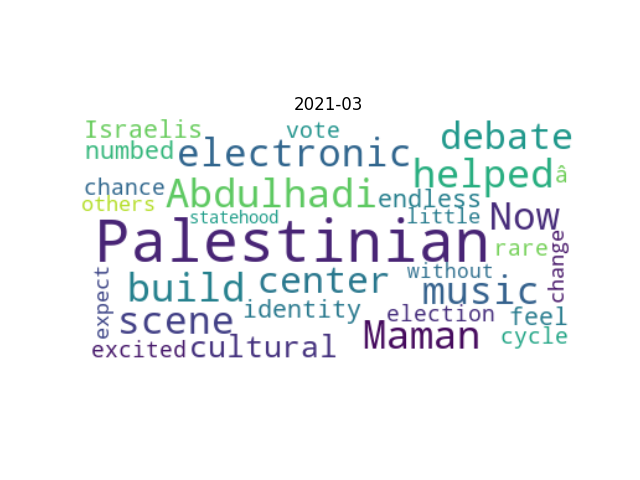 2021-03
Israelis vote debate
numbed electronic helped â
chance Abdulhadi endless
others statehood little Now
Palestinian rare change
build center without music
expect scene identity election feel
excited cultural Maman cycle